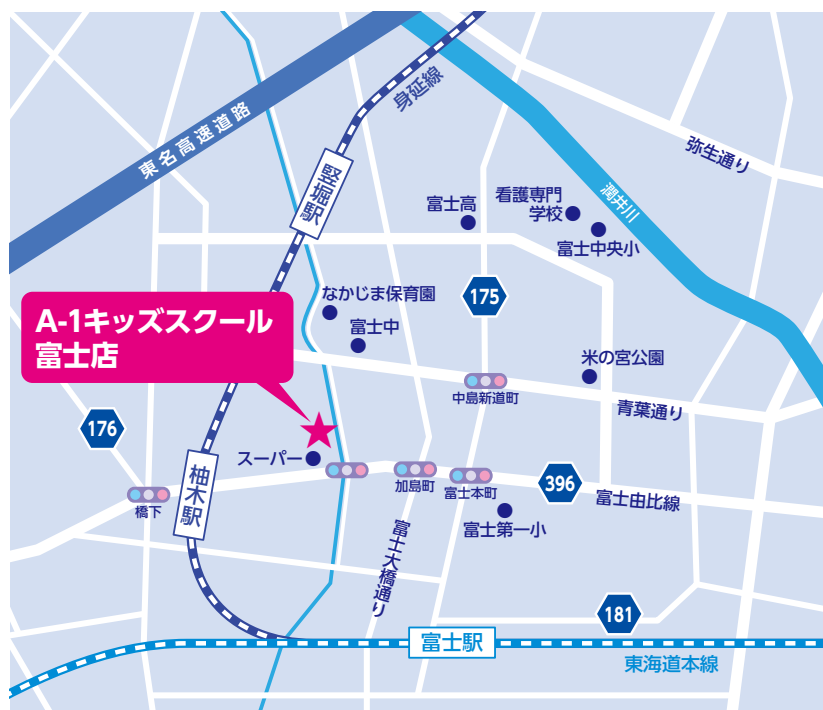 身延線
東名高速道路
弥生通り
竪堀駅
看護専門
学校
富士高
潤井川
富士中央小
なかじま保育園
175
A-1キッズスクール
富士店
富士中
米の宮公園
中島新道町
青葉通り
176
スーパー
柚木駅
加島町
富士本町
396
橋下
富士由比線
富士第一小
富士大橋通り
181
富士駅
東海道本線